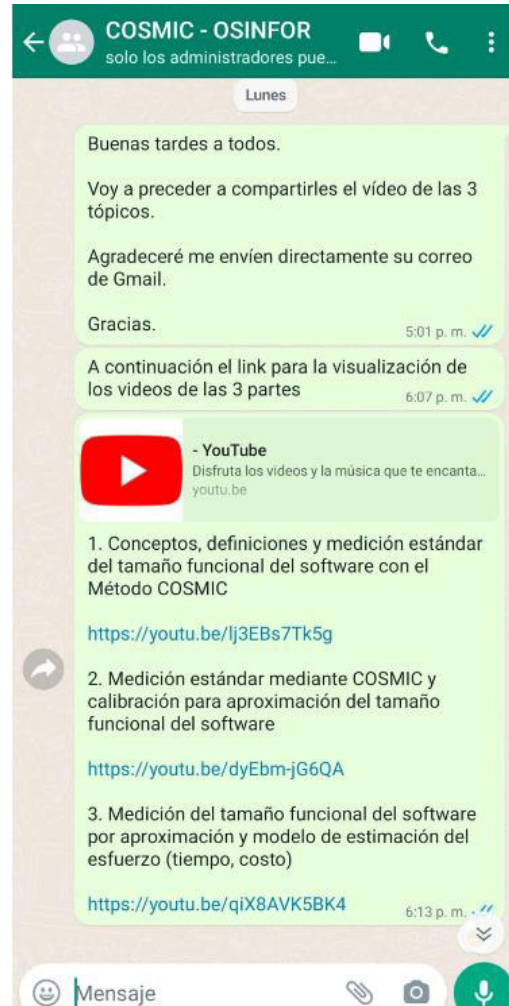 COSMIC - OSINFOR
solo los administradores pue...
Lunes
Buenas tardes a todos.
Voy a preceder a compartirles el vídeo de las 3
tópicos.
Agradeceré me envíen directamente su correo
de Gmail.
Gracias.
5:01 p. m.
A continuación el link para la visualización de
los videos de las 3 partes
6:07 p. m.
- YouTube
Disfruta los videos y la música que te encanta...
youtu.be
1. Conceptos, definiciones y medición estándar
del tamaño funcional del software con el
Método COSMIC
https://youtu.be/lj3EBs7Tk5g
2. Medición estándar mediante COSMIC y
calibración para aproximación del tamaño
funcional del software
https://youtu.be/dyEbm-jG6QA
3. Medición del tamaño funcional del software
por aproximación y modelo de estimación del
esfuerzo (tiempo, costo)
https://youtu.be/qiX8AVK5BK4
6:13 p. m.
Mensaje